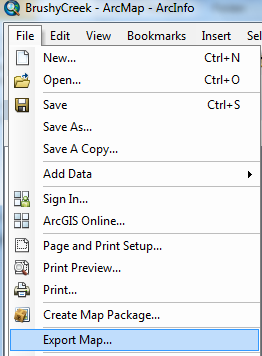 BrushyCreek - ArcMap - ArcInfo
File Edit View Bookmarks Insert
New... Ctrl+N
Open... Ctrl+O
Save Ctrl+S
Save As...
Save A Copy...
Add Data
Sign In...
ArcGIS Online...
Page and Print Setup...
Print Preview...
Print...
Create Map Package...
Export Map...